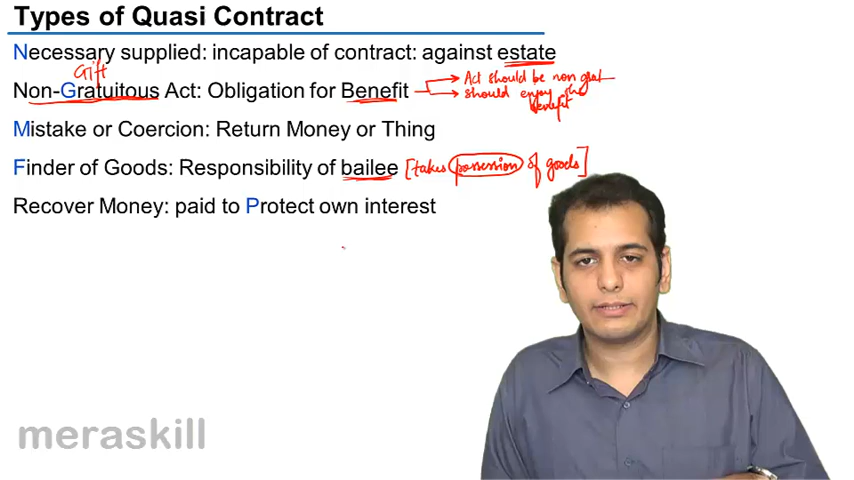 Types of Quasi Contract
Necessary supplied: incapable of contract: against estate
Gift
Non-Gratuitous Act: Obligation for Benefit
Act should be non grat
should enjoy the
benefit
Mistake or Coercion: Return Money or Thing
Finder of Goods: Responsibility of bailee [takes possession of goods]
Recover Money: paid to Protect own interest
meraskill